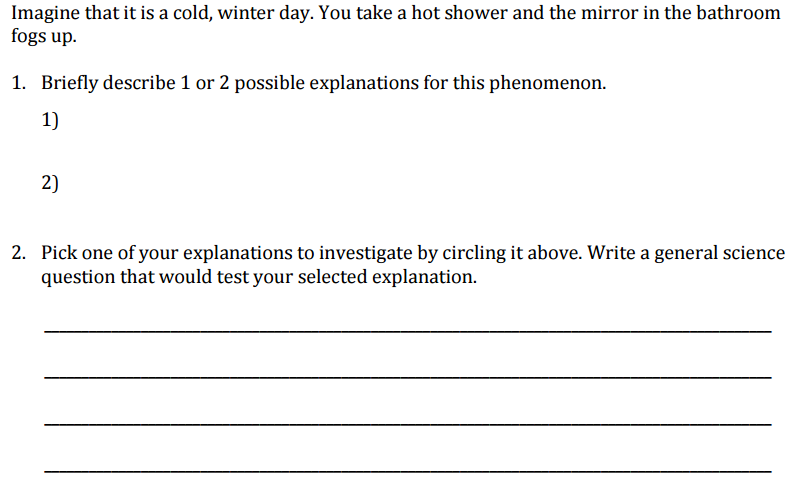 Imagine that it is a cold, winter day. You take a hot shower and the mirror in the bathroom
fogs up.
1. Briefly describe 1 or 2 possible explanations for this phenomenon.
1)
2)
2. Pick one of your explanations to investigate by circling it above. Write a general science
question that would test your selected explanation.